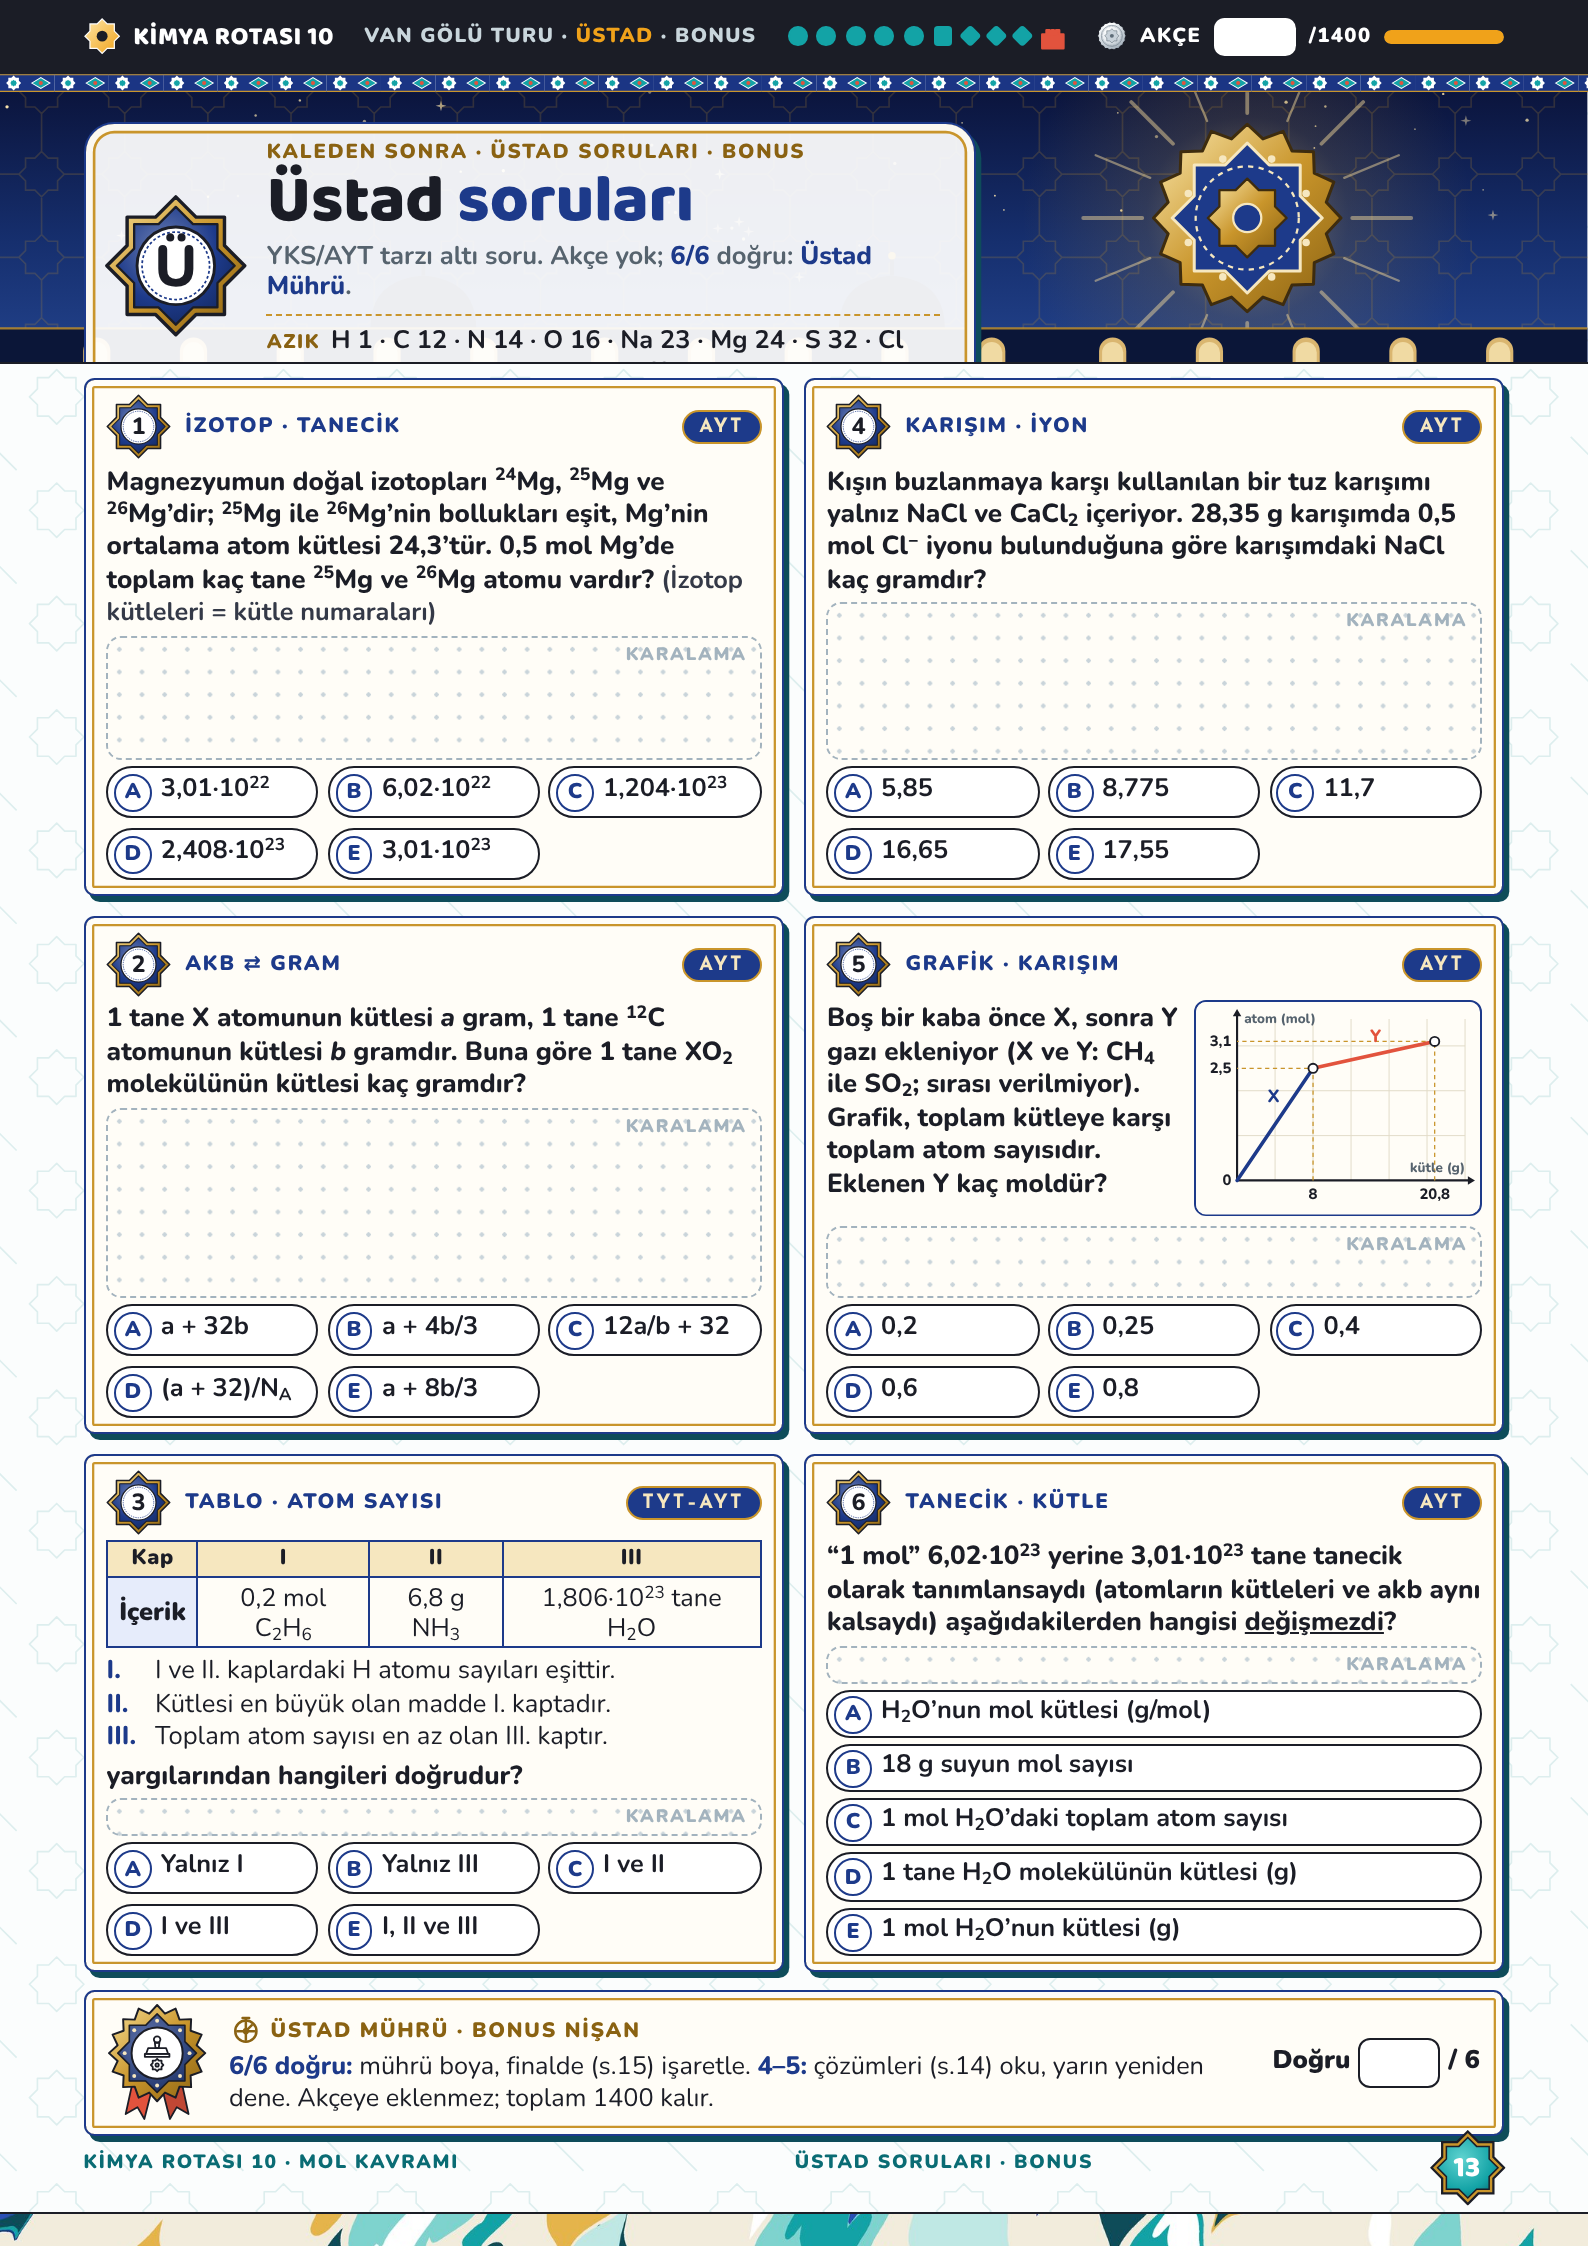 KİMYA ROTASI 10 VAN GÖLÜ TURU · ÜSTAD · BONUS AKÇE /1400
KALEDEN SONRA · ÜSTAD SORULARI · BONUS
Üstad soruları
Ü
YKS/AYT tarzı altı soru. Akçe yok; 6/6 doğru: Üstad
Mührü.
AZIK H 1 · C 12 · N 14 · O 16 · Na 23 · Mg 24 · S 32 · Cl
1 İZOTOP · TANECİK AYT
Magnezyumun doğal izotopları ²⁴Mg, ²⁵Mg ve
²⁶Mg’dir; ²⁵Mg ile ²⁶Mg’nin bollukları eşit, Mg’nin
ortalama atom kütlesi 24,3’tür. 0,5 mol Mg’de
toplam kaç tane ²⁵Mg ve ²⁶Mg atomu vardır? (İzotop
kütleleri = kütle numaraları)
KARALAMA
A 3,01·10²² B 6,02·10²² C 1,204·10²³
D 2,408·10²³ E 3,01·10²³
2 AKB ⇄ GRAM AYT
1 tane X atomunun kütlesi a gram, 1 tane ¹²C
atomunun kütlesi b gramdır. Buna göre 1 tane XO₂
molekülünün kütlesi kaç gramdır?
KARALAMA
A a + 32b B a + 4b/3 C 12a/b + 32
D (a + 32)/N_A E a + 8b/3
3 TABLO · ATOM SAYISI TYT-AYT
Kap I II III
İçerik 0,2 mol C₂H₆ 6,8 g NH₃ 1,806·10²³ tane H₂O
I. I ve II. kaplardaki H atomu sayıları eşittir.
II. Kütlesi en büyük olan madde I. kaptadır.
III. Toplam atom sayısı en az olan III. kaptır.
yargılarından hangileri doğrudur?
KARALAMA
A Yalnız I B Yalnız III C I ve II
D I ve III E I, II ve III
4 KARIŞIM · İYON AYT
Kışın buzlanmaya karşı kullanılan bir tuz karışımı
yalnız NaCl ve CaCl₂ içeriyor. 28,35 g karışımda 0,5
mol Cl⁻ iyonu bulunduğuna göre karışımdaki NaCl
kaç gramdır?
KARALAMA
A 5,85 B 8,775 C 11,7
D 16,65 E 17,55
5 GRAFİK · KARIŞIM AYT
Boş bir kaba önce X, sonra Y
gazı ekleniyor (X ve Y: CH₄
ile SO₂; sırası verilmiyor).
Grafik, toplam kütleye karşı
toplam atom sayısıdır.
Eklenen Y kaç moldür?
atom (mol)
3,1
2,5
X
Y
kütle (g)
0
8 20,8
KARALAMA
A 0,2 B 0,25 C 0,4
D 0,6 E 0,8
6 TANECİK · KÜTLE AYT
“1 mol” 6,02·10²³ yerine 3,01·10²³ tane tanecik
olarak tanımlansaydı (atomların kütleleri ve akb aynı
kalsaydı) aşağıdakilerden hangisi değişmezdi?
KARALAMA
A H₂O’nun mol kütlesi (g/mol)
B 18 g suyun mol sayısı
C 1 mol H₂O’daki toplam atom sayısı
D 1 tane H₂O molekülünün kütlesi (g)
E 1 mol H₂O’nun kütlesi (g)
ÜSTAD MÜHRÜ · BONUS NİŞAN
6/6 doğru: mührü boya, finalde (s.15) işaretle. 4–5: çözümleri (s.14) oku, yarın yeniden
dene. Akçeye eklenmez; toplam 1400 kalır.
Doğru / 6
KİMYA ROTASI 10 · MOL KAVRAMI ÜSTAD SORULARI · BONUS 13